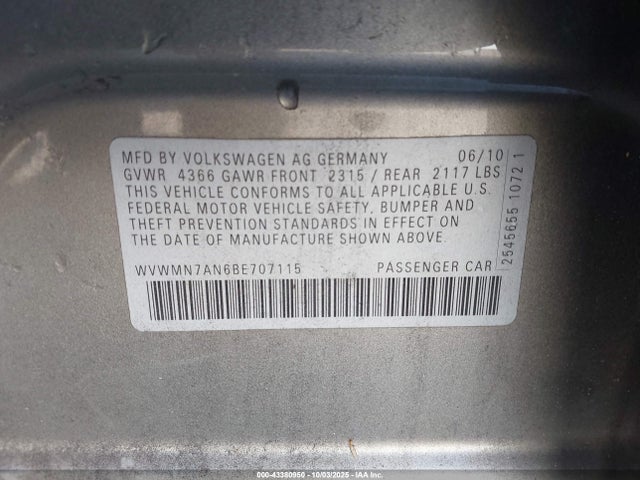 MFD BY VOLKSWAGEN AG GERMANY 06/10
GVWR 4366 GAWR FRONT 2315 / REAR 2117 LBS
THIS VEHICLE CONFORMS TO ALL APPLICABLE U.S.
FEDERAL MOTOR VEHICLE SAFETY, BUMPER AND
THEFT PREVENTION STANDARDS IN EFFECT ON
THE DATE OF MANUFACTURE SHOWN ABOVE.
WVWMN7AN6BE707115 PASSENGER CAR
2545655 1072 1
000-43380950 | 10/03/2025 | IAA Inc.